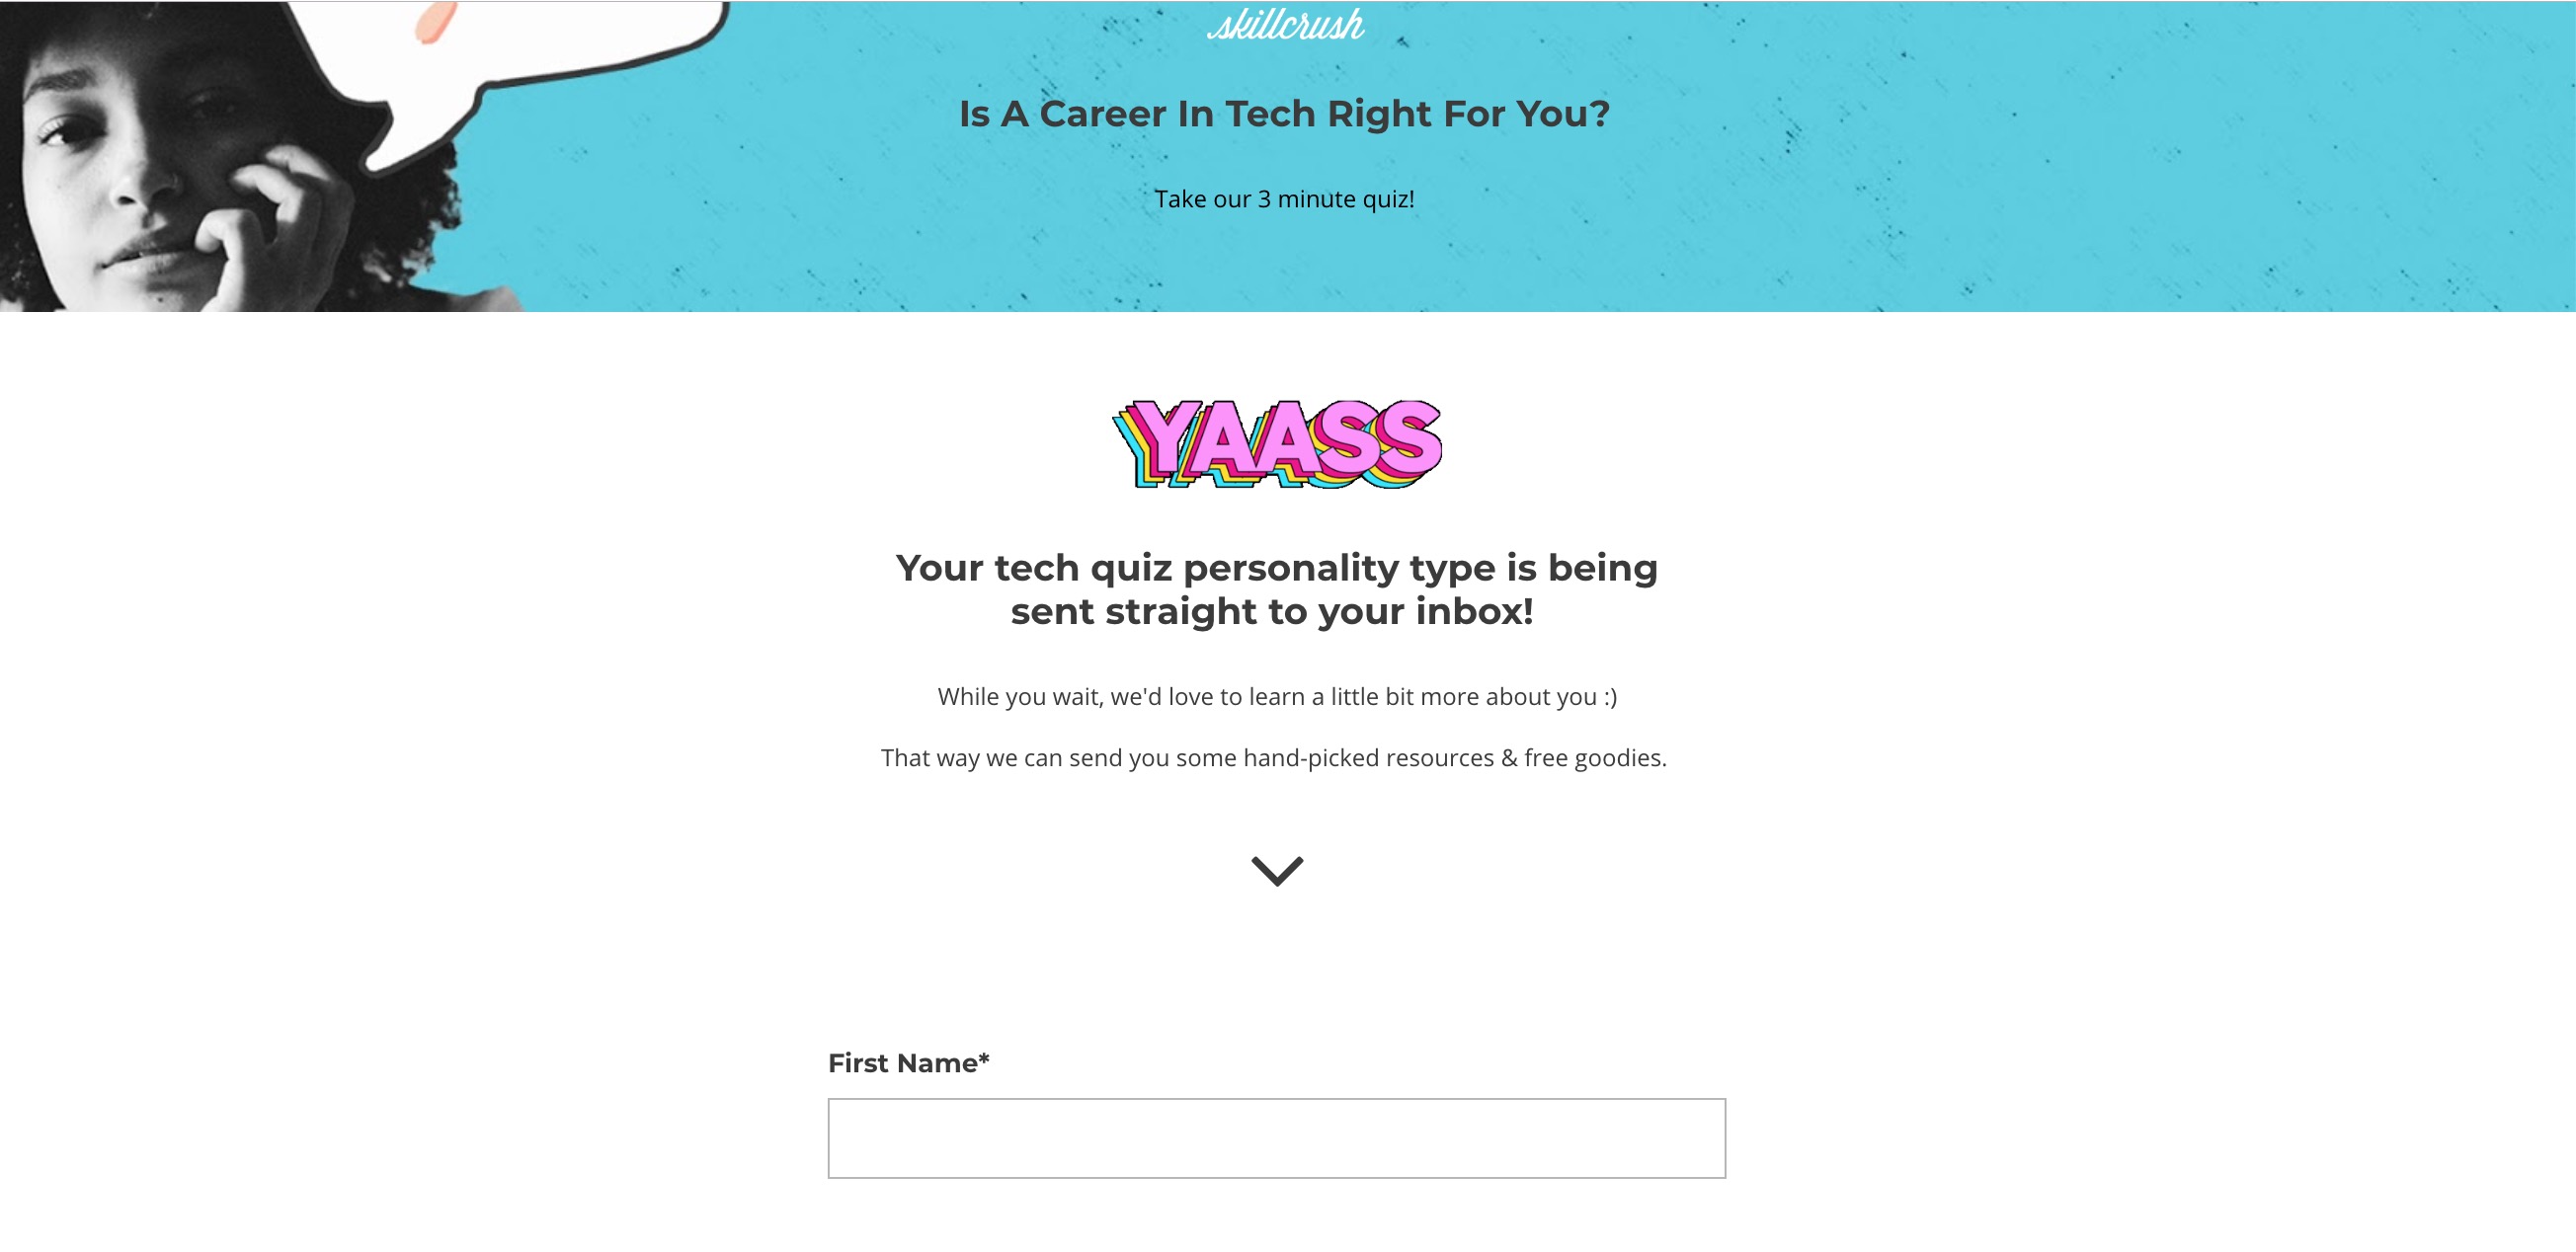 skillcrush
Is A Career In Tech Right For You?
Take our 3 minute quiz!
YAASS
Your tech quiz personality type is being
sent straight to your inbox!
While you wait, we'd love to learn a little bit more about you :)
That way we can send you some hand-picked resources & free goodies.
First Name*